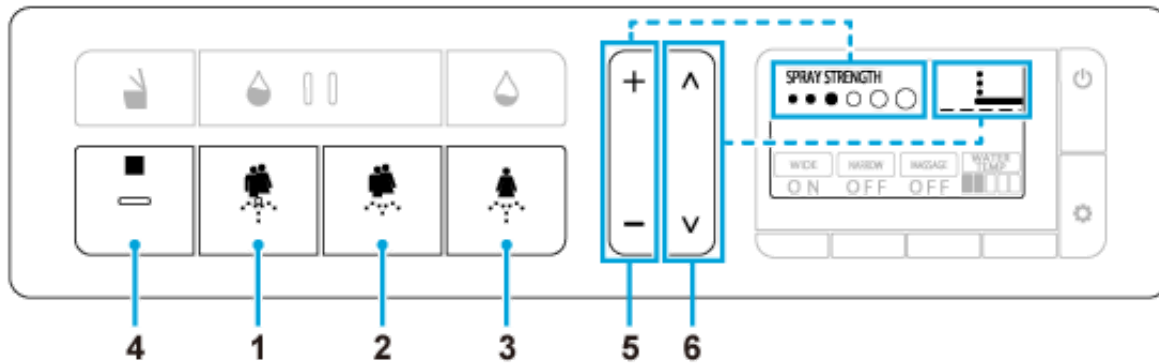 + ^
SPRAY STRENGTH
− v
WIDE NARROW MASSAGE WATER TEMP
ON OFF OFF
4 1 2 3 5 6